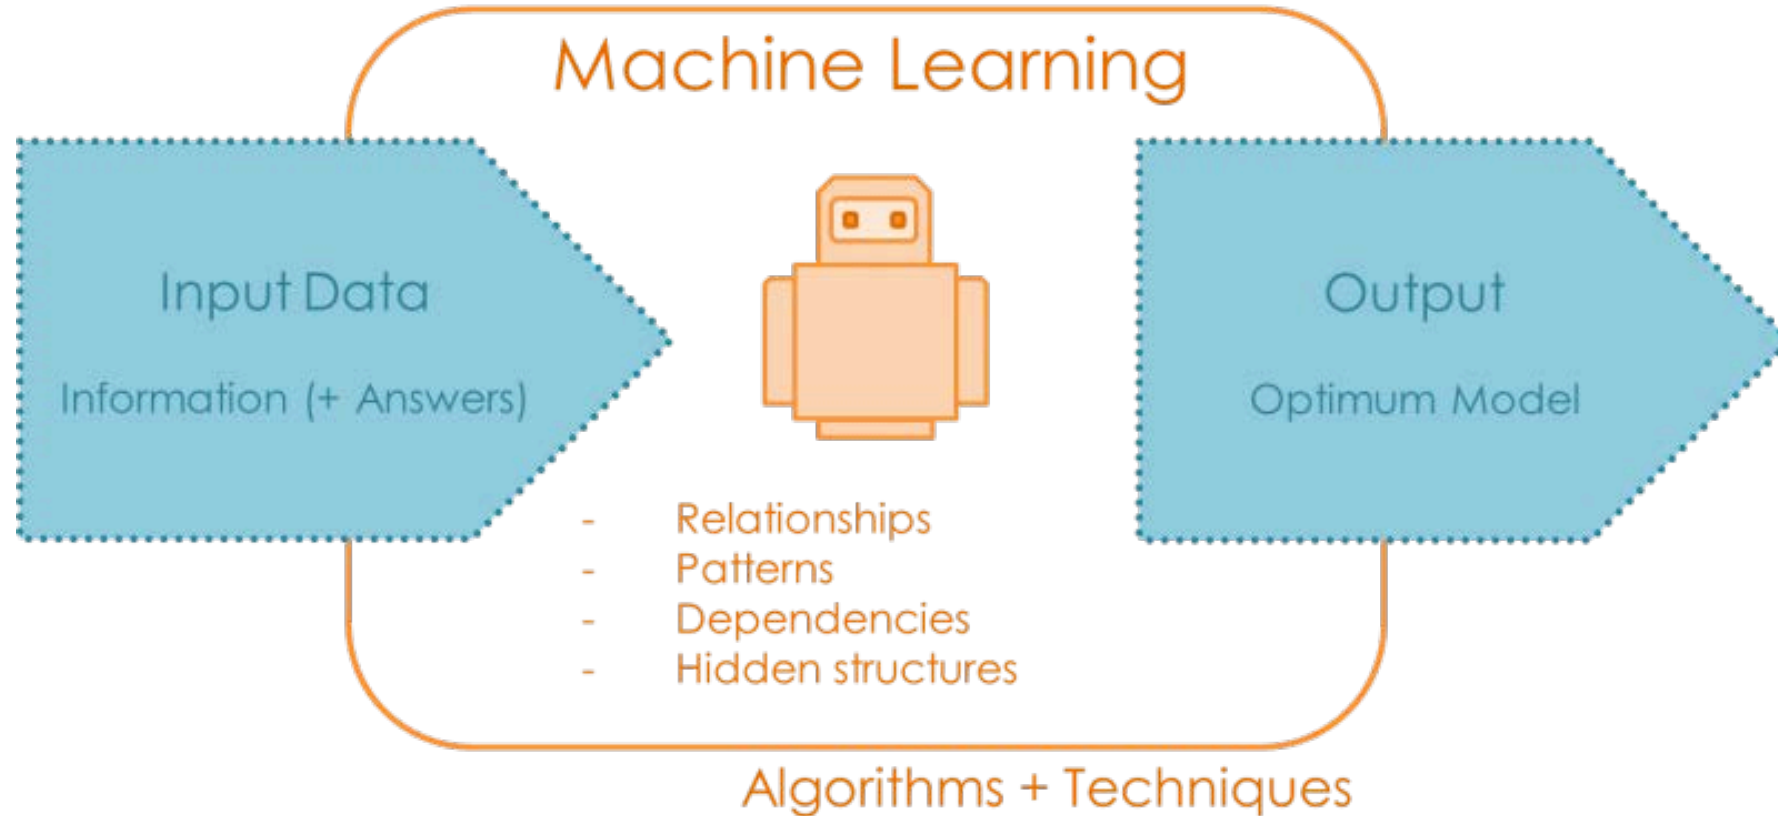 Machine Learning
Input Data
Information (+ Answers)
- Relationships
- Patterns
- Dependencies
- Hidden structures
Output
Optimum Model
Algorithms + Techniques